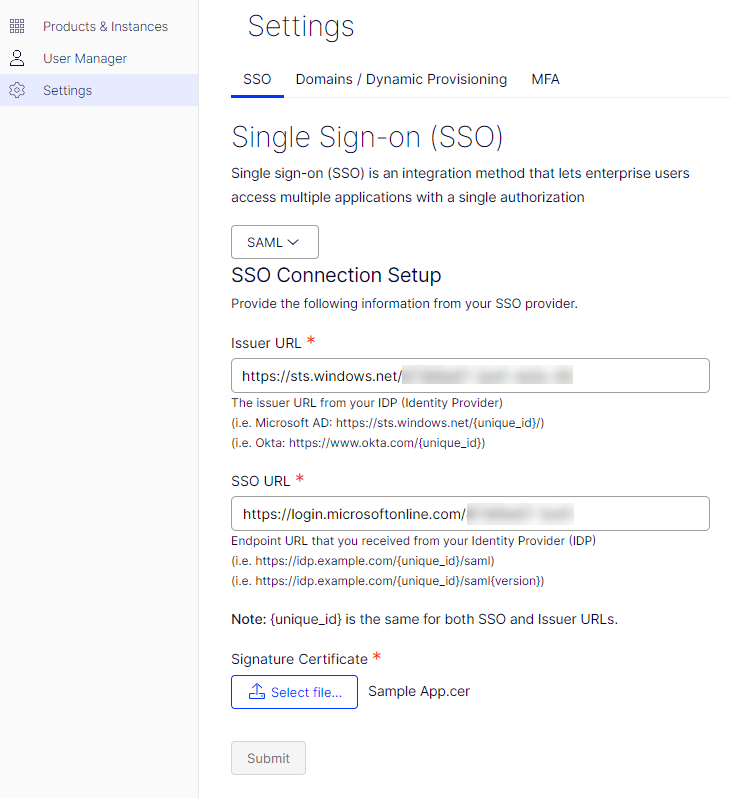 Products & Instances
User Manager
Settings
Settings
SSO Domains / Dynamic Provisioning MFA
Single Sign-on (SSO)
Single sign-on (SSO) is an integration method that lets enterprise users
access multiple applications with a single authorization
SAML
SSO Connection Setup
Provide the following information from your SSO provider.
Issuer URL *
https://sts.windows.net/
The issuer URL from your IDP (Identity Provider)
(i.e. Microsoft AD: https://sts.windows.net/{unique_id}/)
(i.e. Okta: https://www.okta.com/{unique_id})
SSO URL *
https://login.microsoftonline.com/
Endpoint URL that you received from your Identity Provider (IDP)
(i.e. https://idp.example.com/{unique_id}/saml)
(i.e. https://idp.example.com/{unique_id}/saml{version})
Note: {unique_id} is the same for both SSO and Issuer URLs.
Signature Certificate *
Select file... Sample App.cer
Submit